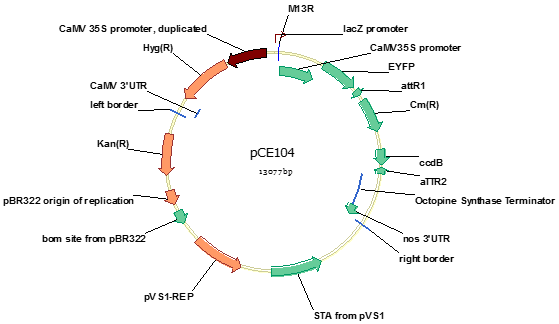 M13R
lacZ promoter
CaMV 35S promoter, duplicated
CaMV35S promoter
Hyg(R)
EYFP
attR1
CaMV 3'UTR
Cm(R)
left border
Kan(R)
pCE104
13077bp
ccdB
aTTR2
pBR322 origin of replication
Octopine Synthase Terminator
bom site from pBR322
nos 3'UTR
right border
pVS1-REP
STA from pVS1